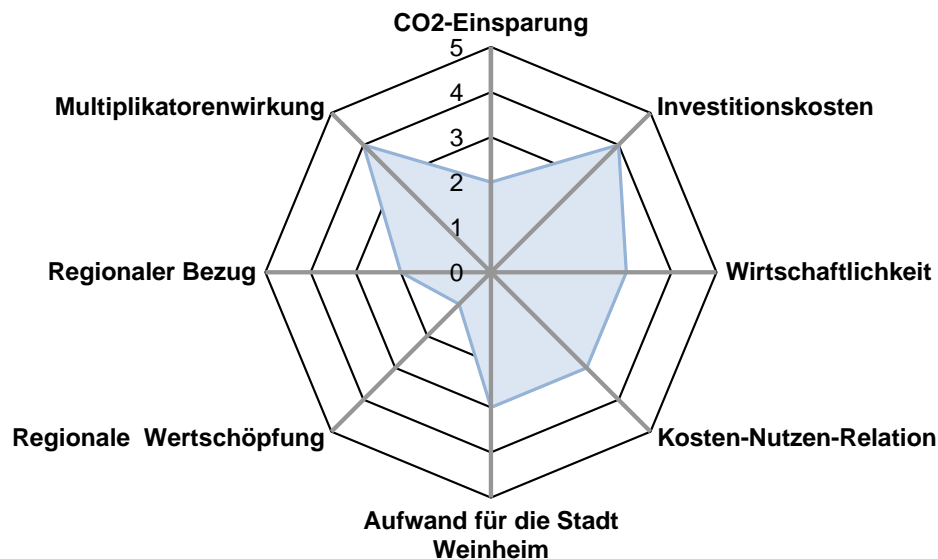 CO2-Einsparung
5
Multiplikatorenwirkung
4
Investitionskosten
3
2
1
Regionaler Bezug
0
Wirtschaftlichkeit
Regionale  Wertschöpfung
Kosten-Nutzen-Relation
Aufwand für die Stadt
Weinheim